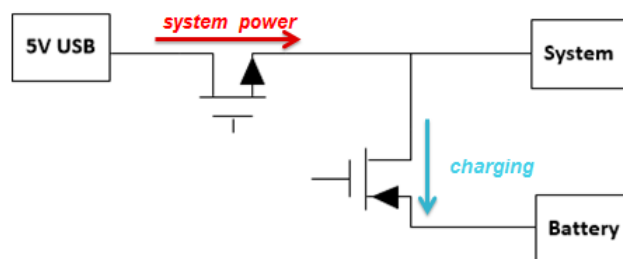 system power
5V USB
System
charging
Battery